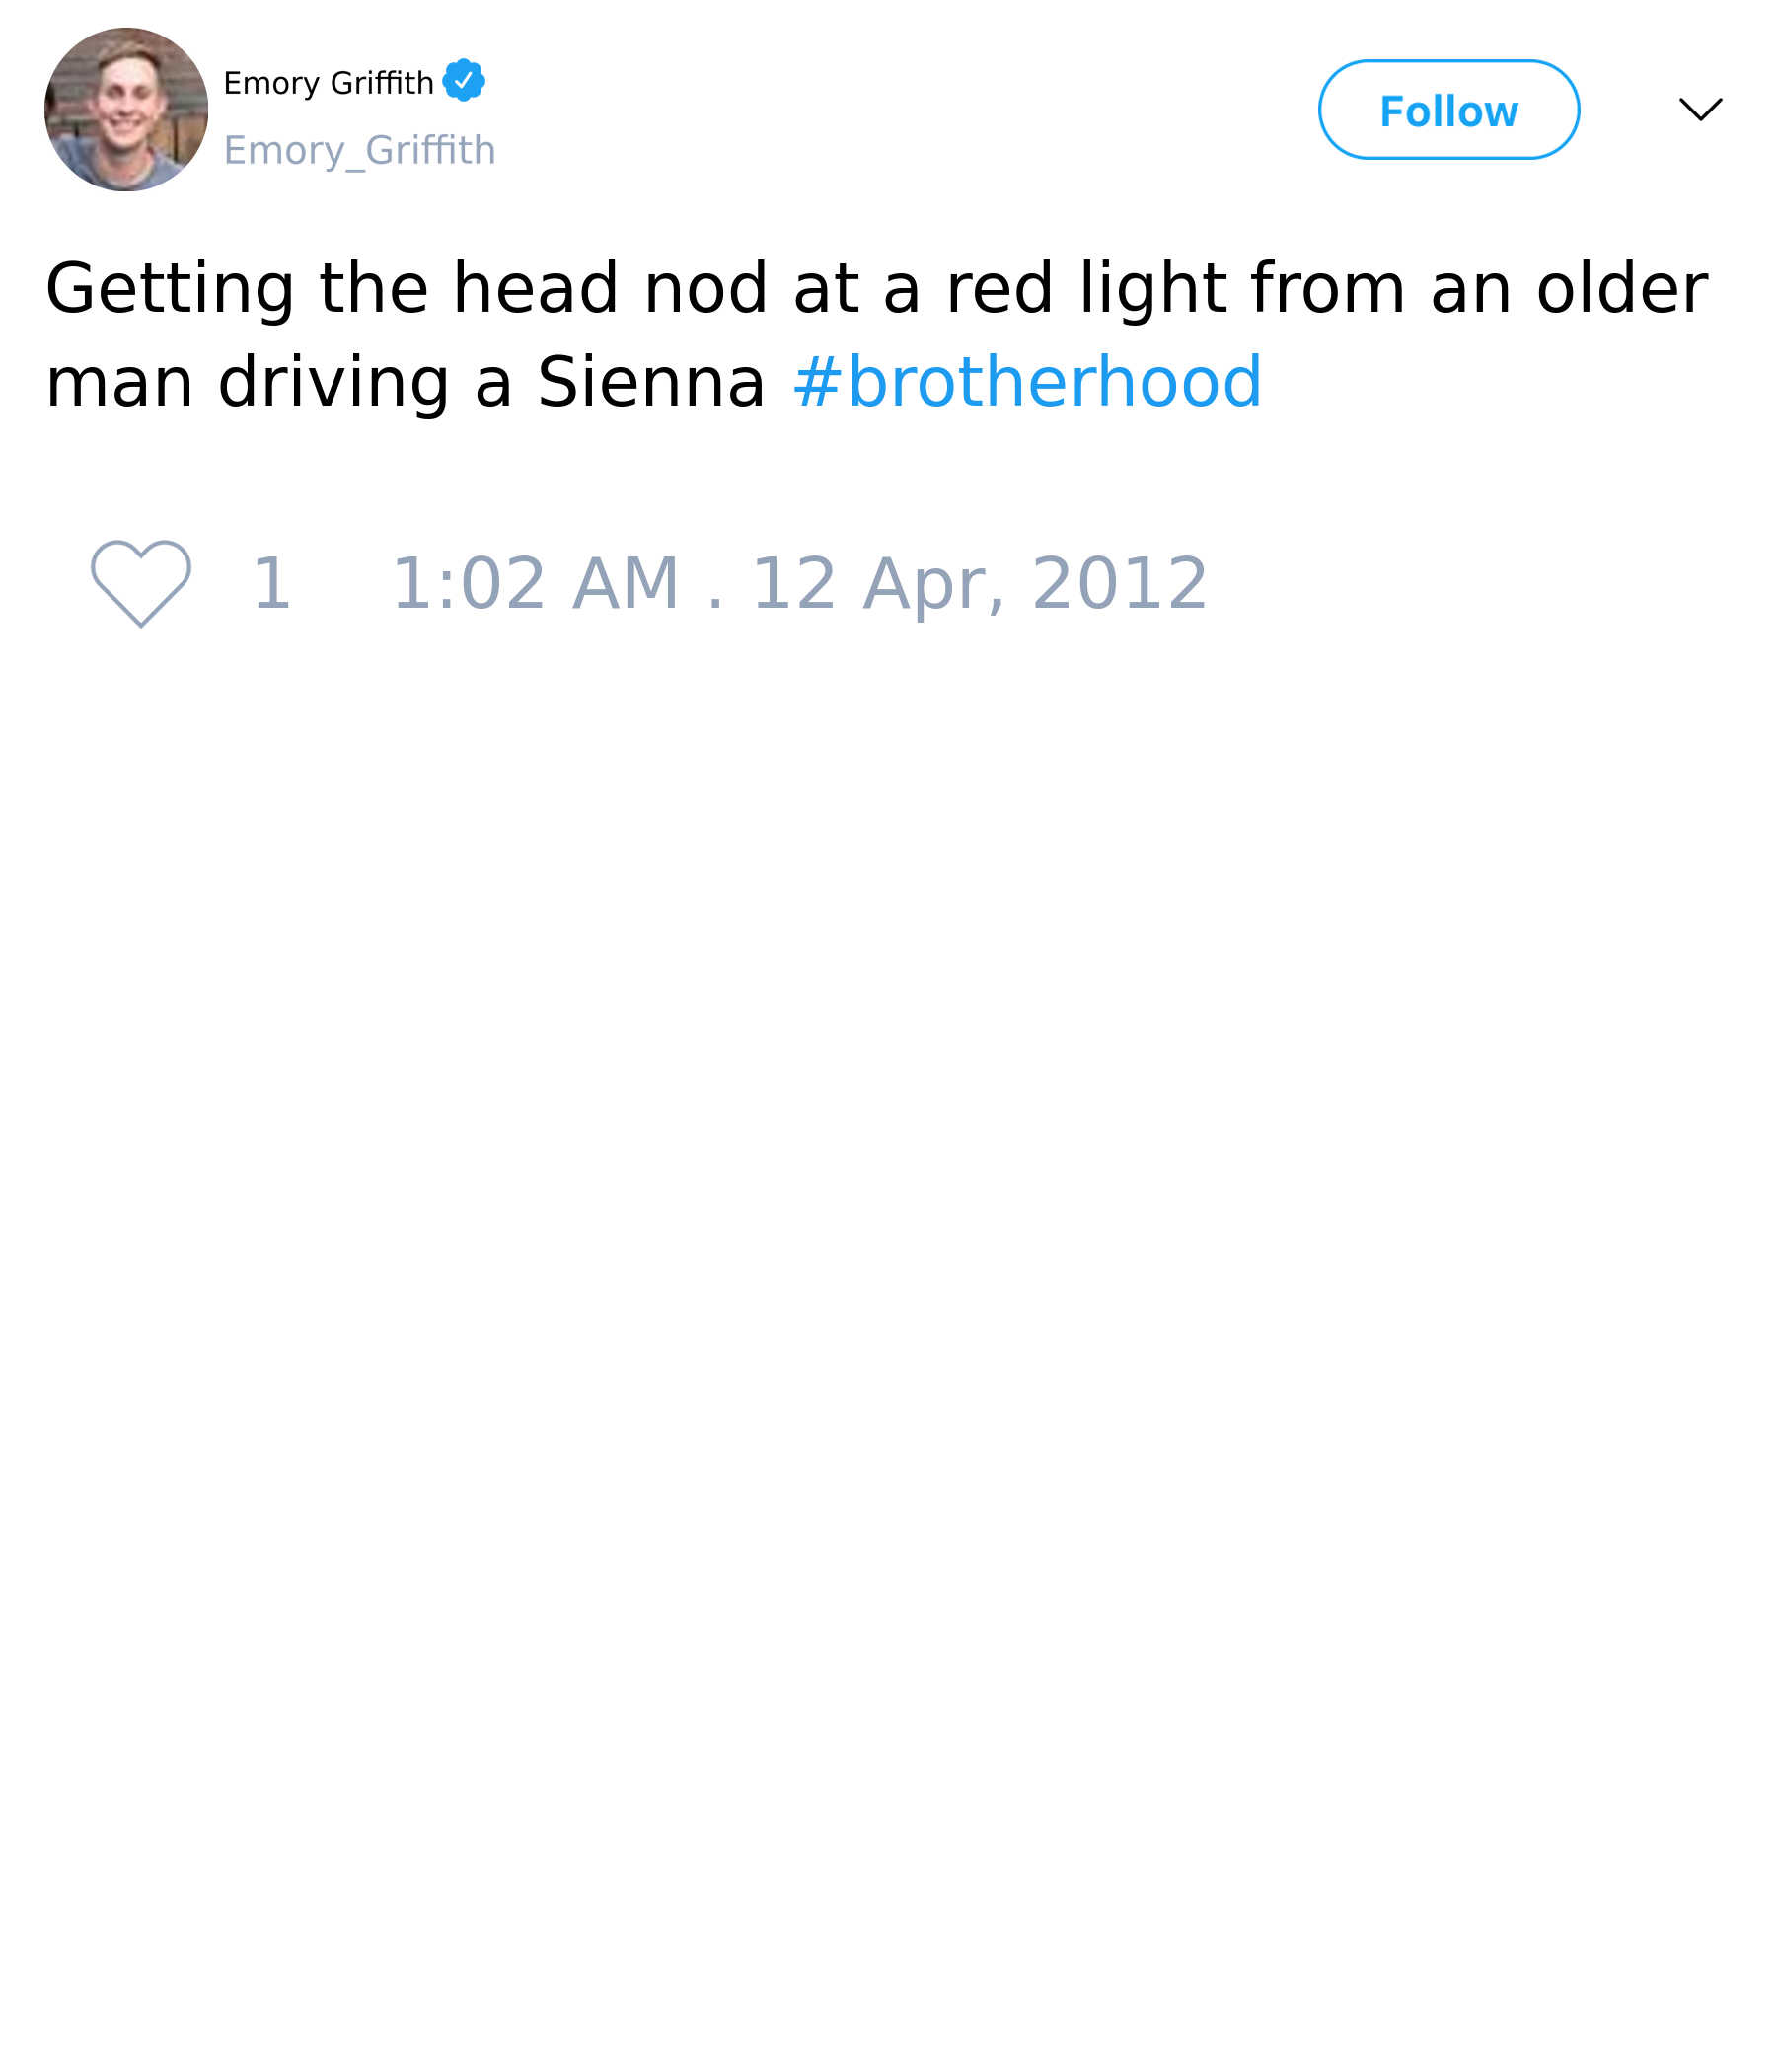 Emory Griffith
Emory_Griffith
Follow
Getting the head nod at a red light from an older
man driving a Sienna #brotherhood
1 1:02 AM . 12 Apr, 2012